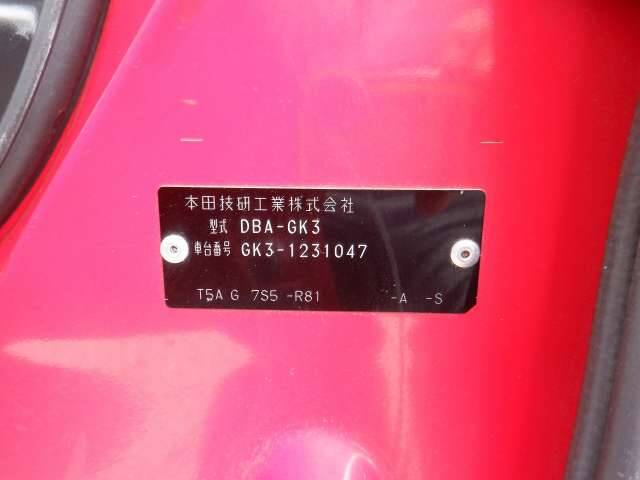 本田技研工業株式会社
型式 DBA-GK3
車台番号 GK3-1231047
T5A G 7S5 -R81 -A -S